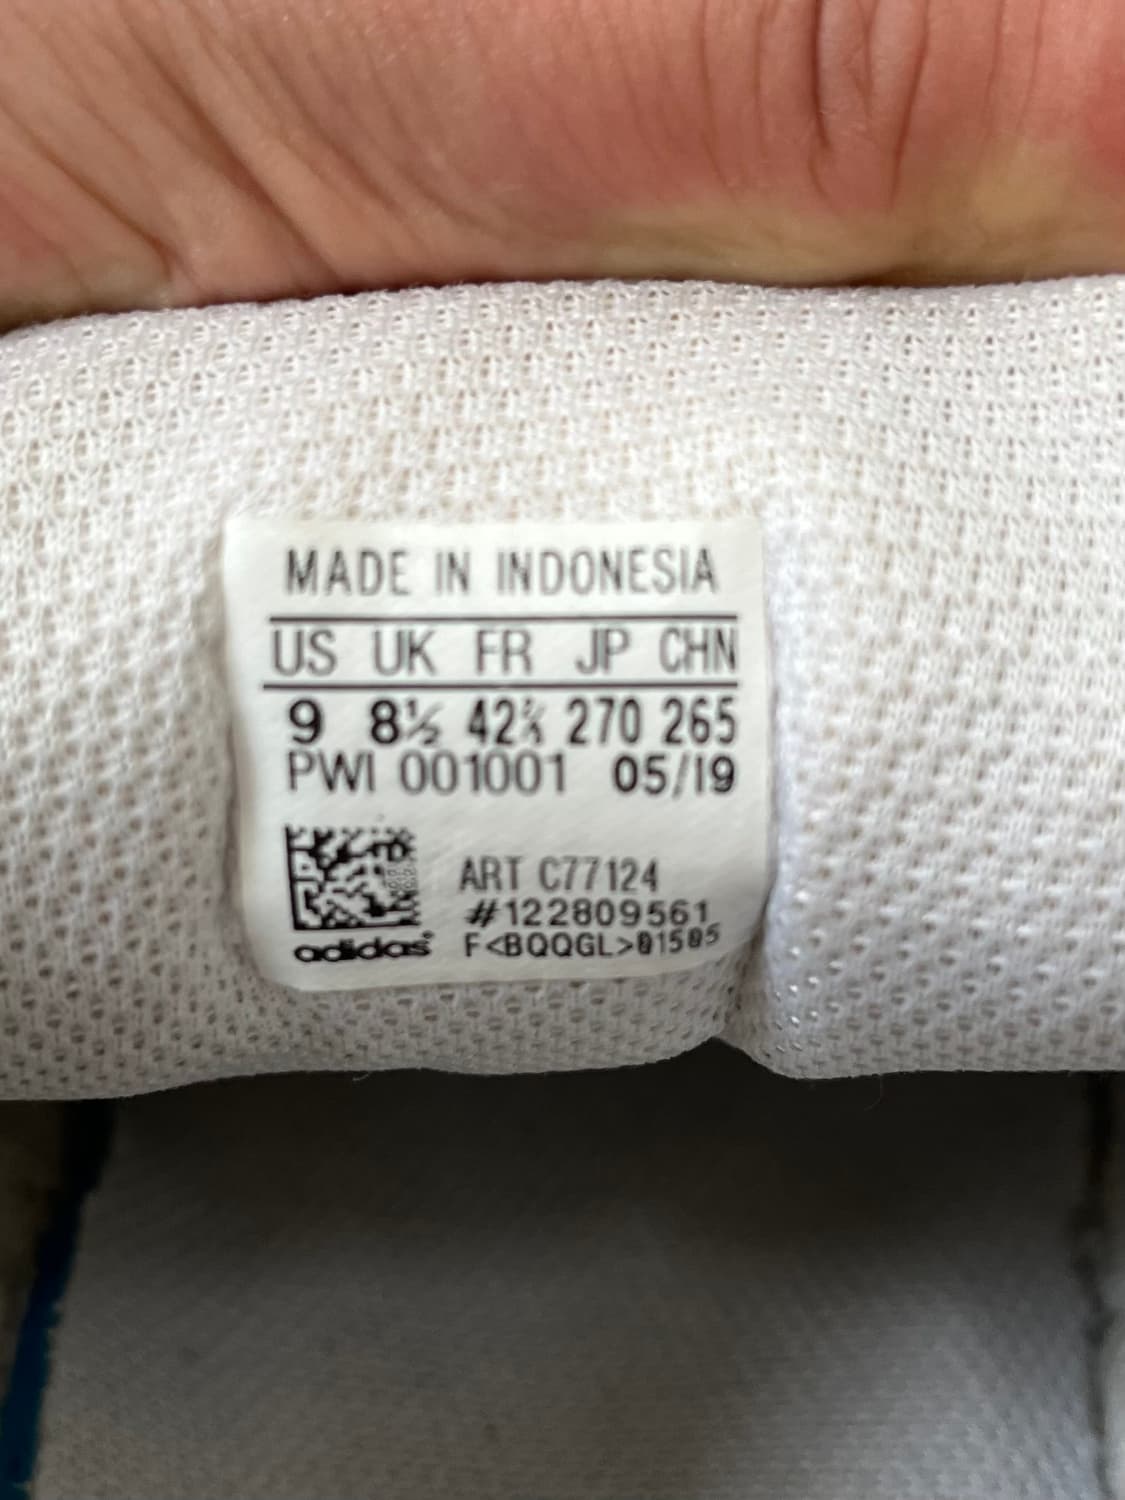 MADE IN INDONESIA
US UK FR JP CHN
9 8½ 42⅔ 270 265
PWI 001001 05/19
ART C77124
#122809561
adidas® F<BQQGL>01505